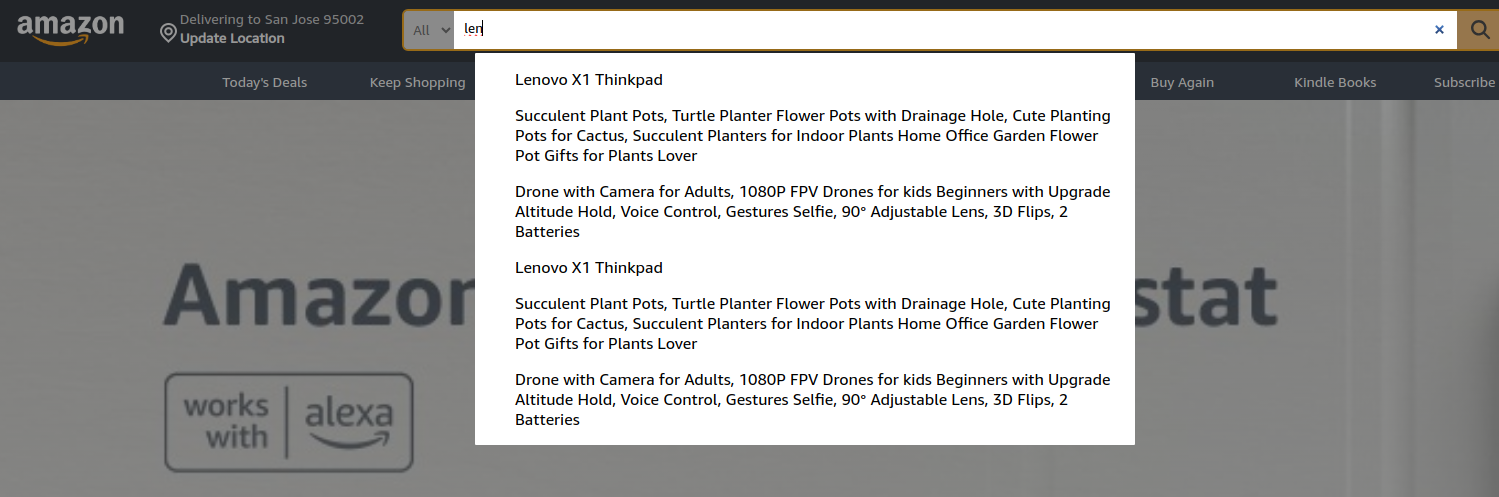 amazon
Delivering to San Jose 95002
Update Location
All
len
Today's Deals
Keep Shopping
Buy Again
Kindle Books
Subscribe
Lenovo X1 Thinkpad
Succulent Plant Pots, Turtle Planter Flower Pots with Drainage Hole, Cute Planting
Pots for Cactus, Succulent Planters for Indoor Plants Home Office Garden Flower
Pot Gifts for Plants Lover
Drone with Camera for Adults, 1080P FPV Drones for kids Beginners with Upgrade
Altitude Hold, Voice Control, Gestures Selfie, 90° Adjustable Lens, 3D Flips, 2
Batteries
Lenovo X1 Thinkpad
Succulent Plant Pots, Turtle Planter Flower Pots with Drainage Hole, Cute Planting
Pots for Cactus, Succulent Planters for Indoor Plants Home Office Garden Flower
Pot Gifts for Plants Lover
Drone with Camera for Adults, 1080P FPV Drones for kids Beginners with Upgrade
Altitude Hold, Voice Control, Gestures Selfie, 90° Adjustable Lens, 3D Flips, 2
Batteries
Amazon stat
works
with
alexa